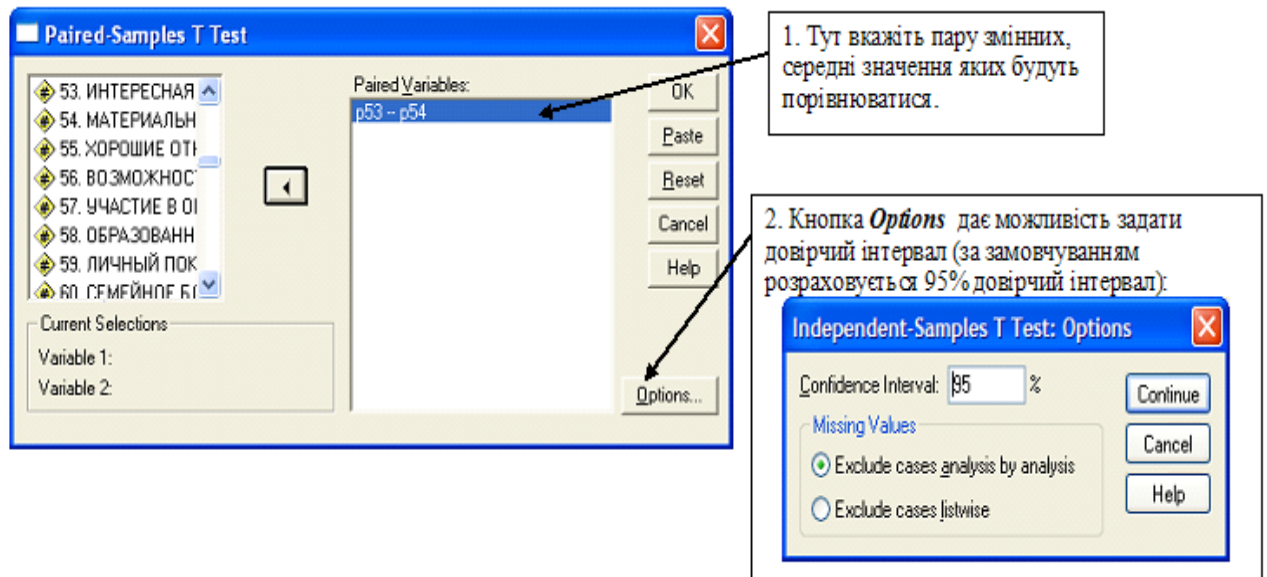 Paired-Samples T Test
53. ИНТЕРЕСНАЯ
54. МАТЕРИАЛЬН
55. ХОРОШИЕ ОТН
56. ВОЗМОЖНОС
57. УЧАСТИЕ В О
58. ОБРАЗОВАНН
59. ЛИЧНЫЙ ПОК
60. СЕМЕЙНОЕ
Current Selections
Variable 1:
Variable 2:
Paired Variables:
p53 -- p54
OK
Paste
Reset
Cancel
Help
Options...
1. Тут вкажіть пару змінних,
середні значення яких будуть
порівнюватися.
2. Кнопка Options дає можливість задати
довірчий інтервал (за замовчуванням
розраховується 95% довірчий інтервал):
Independent-Samples T Test: Options
Confidence Interval: 95 %
Missing Values
Exclude cases analysis by analysis
Exclude cases listwise
Continue
Cancel
Help